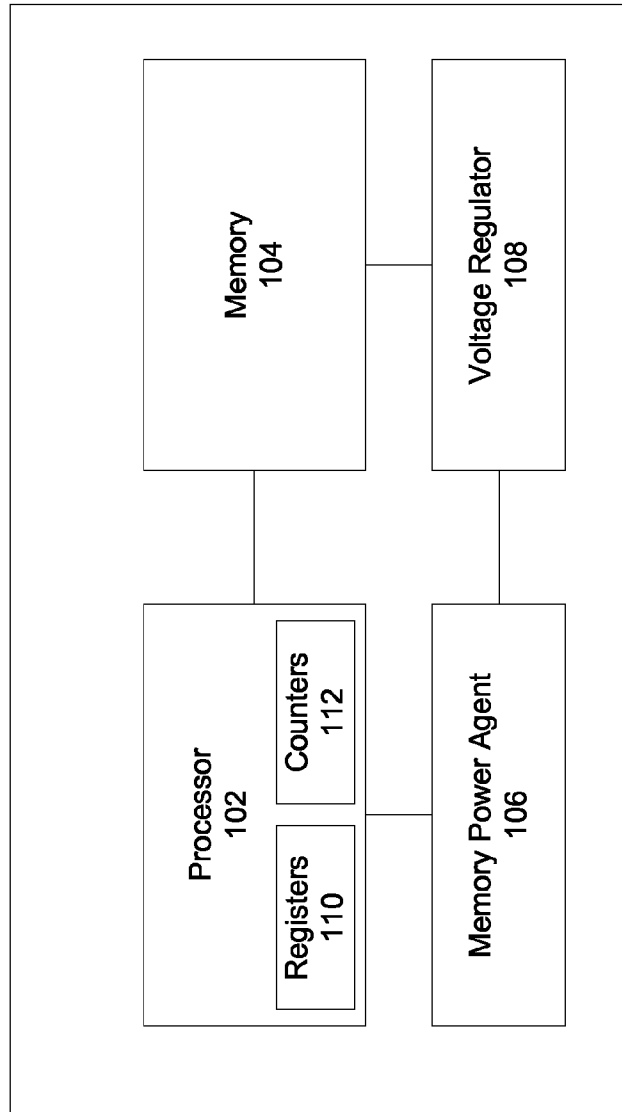 Processor
102
Registers
110
Counters
112
Memory
104
Memory Power Agent
106
Voltage Regulator
108